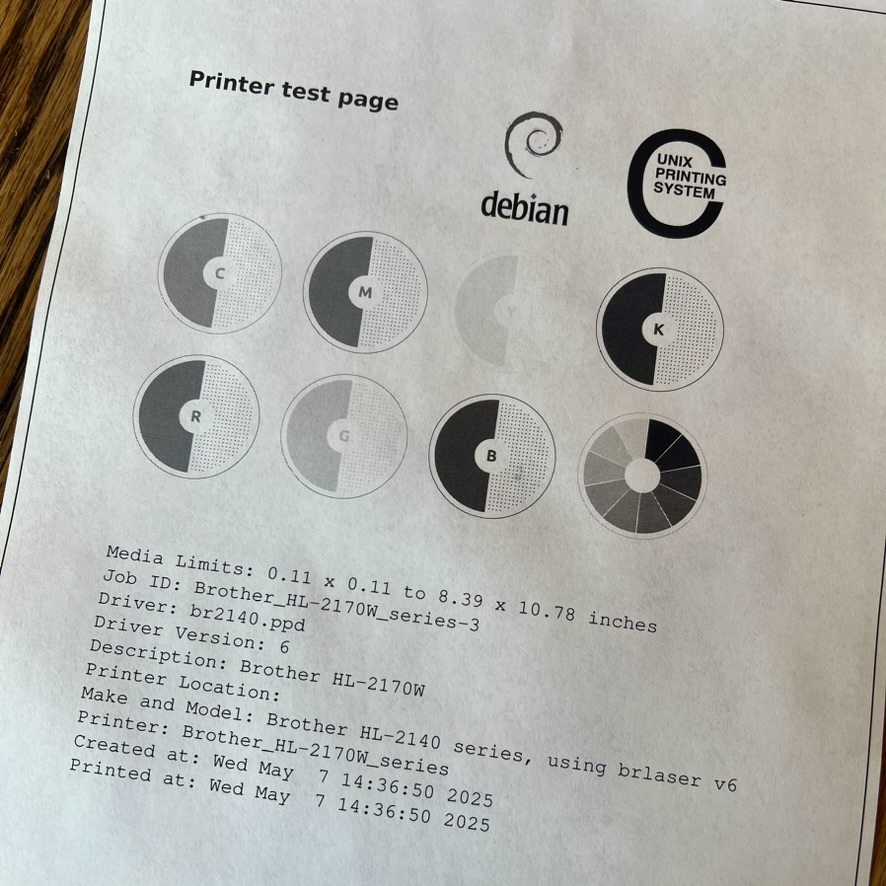 Printer test page
debian
UNIX
PRINTING
SYSTEM
C
M
Y
K
R
G
B
Media Limits: 0.11 x 0.11 to 8.39 x 10.78 inches
Job ID: Brother_HL-2170W_series-3
Driver: br2140.ppd
Driver Version: 6
Description: Brother HL-2170W
Printer Location:
Make and Model: Brother HL-2140 series, using brlaser v6
Printer: Brother_HL-2170W_series
Created at: Wed May  7 14:36:50 2025
Printed at: Wed May  7 14:36:50 2025